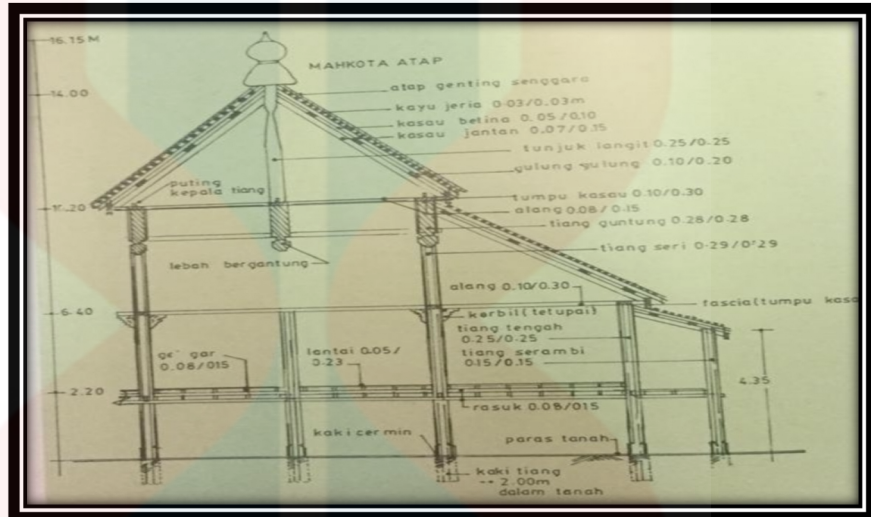 16.75 M
MAHKOTA ATAP
14.00
atap genting senggara
kayu jeria 0.03/0.03m
kasau betina 0.05/0.10
kasau jantan 0.07/0.15
tunjuk langit 0.25/0.25
gulung gulung 0.10/0.20
puting
kepala tiang
tumpu kasau 0.10/0.30
alang 0.08/0.15
tiang guntung 0.28/0.28
tiang seri 0.29/0.29
lebah bergantung
alang 0.10/0.30
6.40
fascia(tumpu kasa
kerbil(tetupai)
tiang tengah
0.25/0.25
tiang serambi
0.15/0.15
gar
0.08/015
lantai 0.05/
0.23
4.35
2.20
rasuk 0.08/015
kaki cermin
paras tanah
kaki tiang
2.00m
dalam tanah